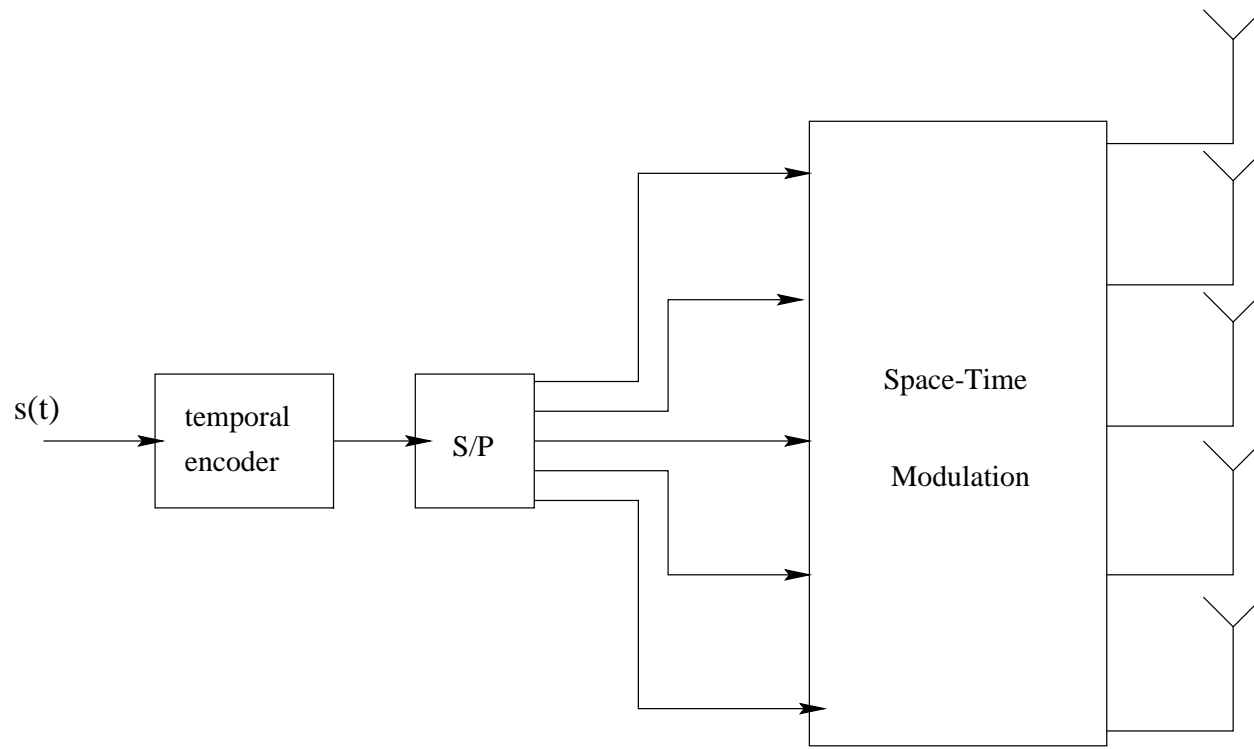 s(t)
temporal
encoder
S/P
Space-Time
Modulation